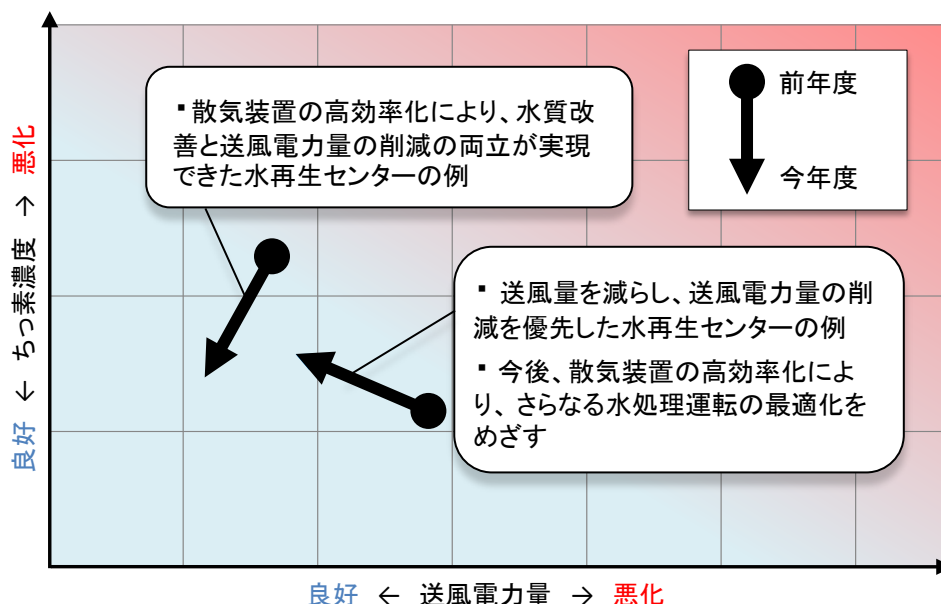 ▪ 散気装置の高効率化により、水質改
善と送風電力量の削減の両立が実現
できた水再生センターの例
前年度
今年度
▪ 送風量を減らし、送風電力量の削
減を優先した水再生センターの例
▪ 今後、散気装置の高効率化によ
り、さらなる水処理運転の最適化を
めざす
良好 ← ちっ素濃度 → 悪化
良好 ← 送風電力量 → 悪化